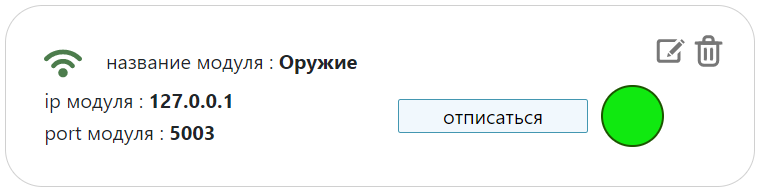 название модуля : Оружие
ip модуля : 127.0.0.1
port модуля : 5003
отписаться